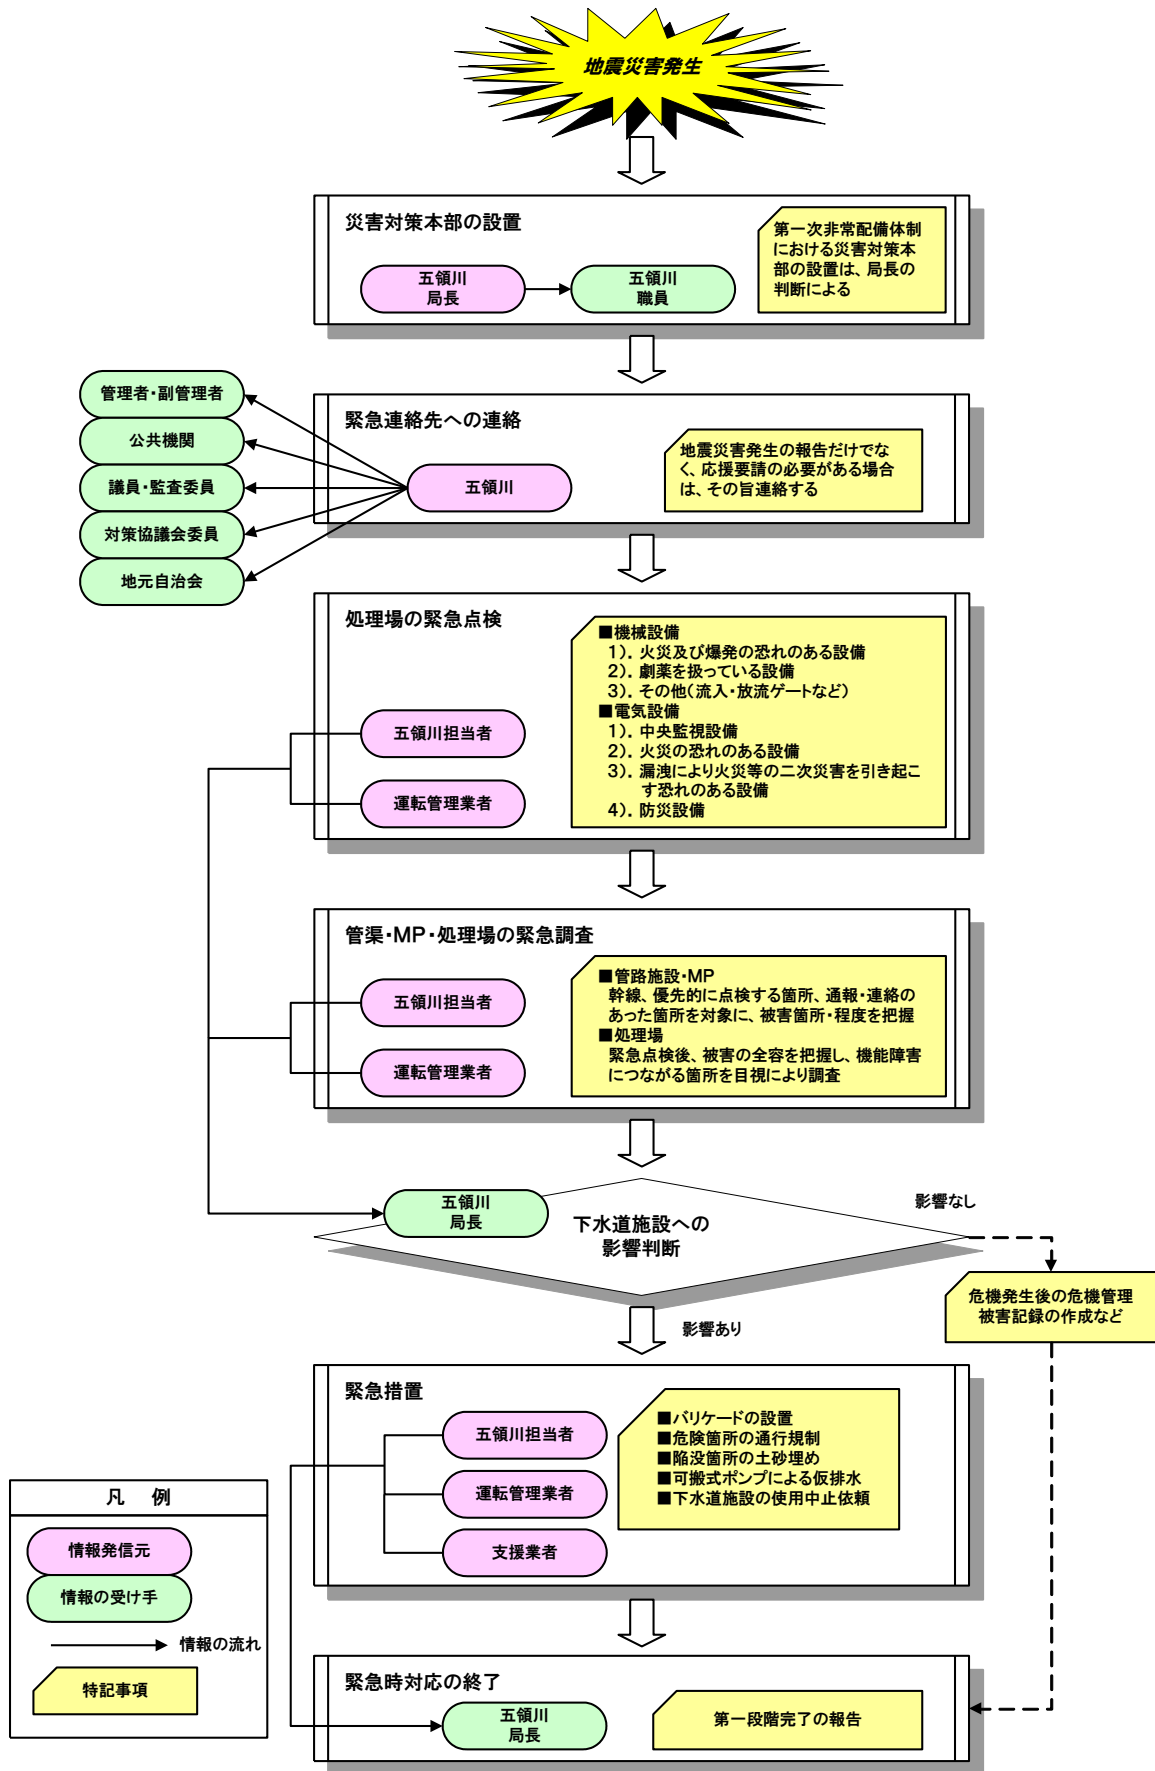 地震災害発生
災害対策本部の設置
五領川
局長
五領川
職員
第一次非常配備体制
における災害対策本
部の設置は、局長の
判断による
管理者・副管理者
公共機関
議員・監査委員
対策協議会委員
地元自治会
緊急連絡先への連絡
五領川
地震災害発生の報告だけでな
く、応援要請の必要がある場合
は、その旨連絡する
処理場の緊急点検
五領川担当者
運転管理業者
■機械設備
1）．火災及び爆発の恐れのある設備
2）．劇薬を扱っている設備
3）．その他（流入・放流ゲートなど）
■電気設備
1）．中央監視設備
2）．火災の恐れのある設備
3）．漏洩により火災等の二次災害を引き起こ
す恐れのある設備
4）．防災設備
管渠・MP・処理場の緊急調査
五領川担当者
運転管理業者
■管路施設・MP
幹線、優先的に点検する箇所、通報・連絡の
あった箇所を対象に、被害箇所・程度を把握
■処理場
緊急点検後、被害の全容を把握し、機能障害
につながる箇所を目視により調査
五領川
局長
下水道施設への
影響判断
影響なし
危機発生後の危機管理
被害記録の作成など
影響あり
緊急措置
五領川担当者
運転管理業者
支援業者
■バリケードの設置
■危険箇所の通行規制
■陥没箇所の土砂埋め
■可搬式ポンプによる仮排水
■下水道施設の使用中止依頼
緊急時対応の終了
五領川
局長
第一段階完了の報告
凡 例
情報発信元
情報の受け手
情報の流れ
特記事項